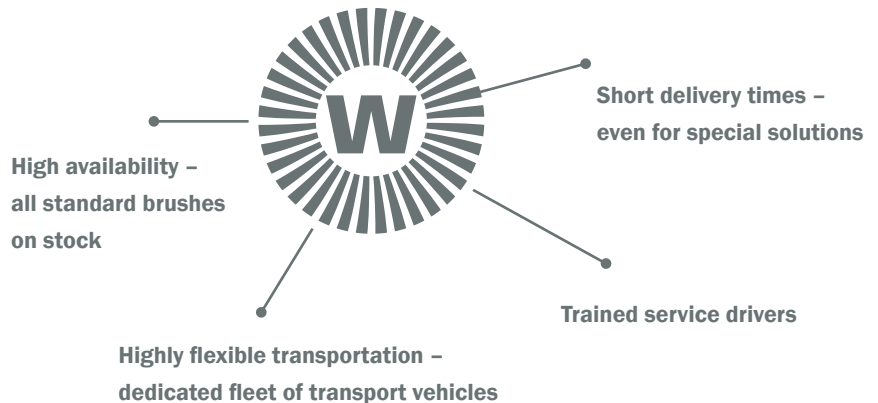 W
Short delivery times –
even for special solutions
High availability –
all standard brushes
on stock
Trained service drivers
Highly flexible transportation –
dedicated fleet of transport vehicles